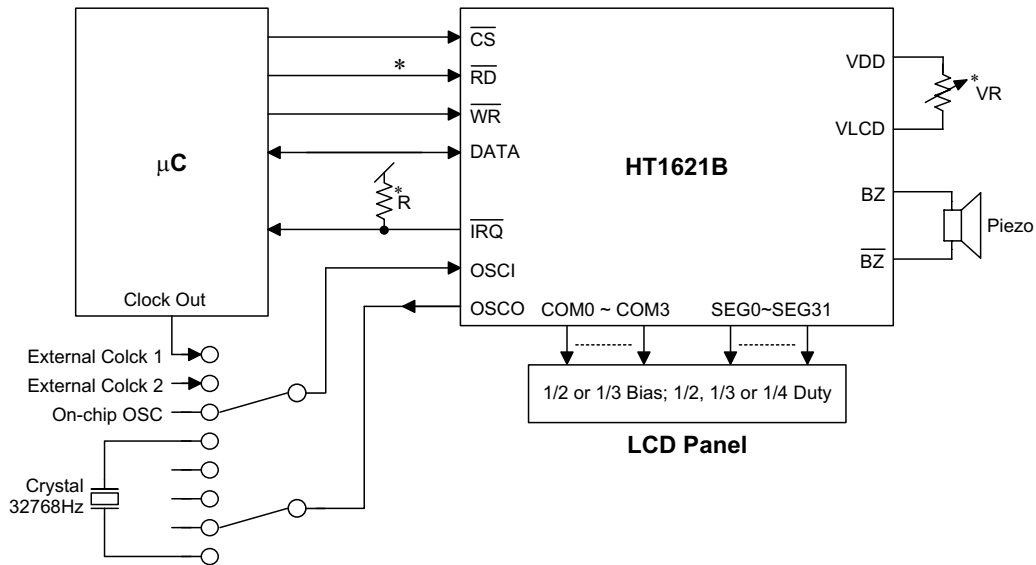 μC
Clock Out
CS
RD
WR
DATA
IRQ
OSCI
OSCO
*
*
R
HT1621B
VDD
VLCD
BZ
BZ
COM0 ~ COM3
SEG0~SEG31
*
VR
Piezo
External Colck 1
External Colck 2
On-chip OSC
Crystal
32768Hz
1/2 or 1/3 Bias; 1/2, 1/3 or 1/4 Duty
LCD Panel